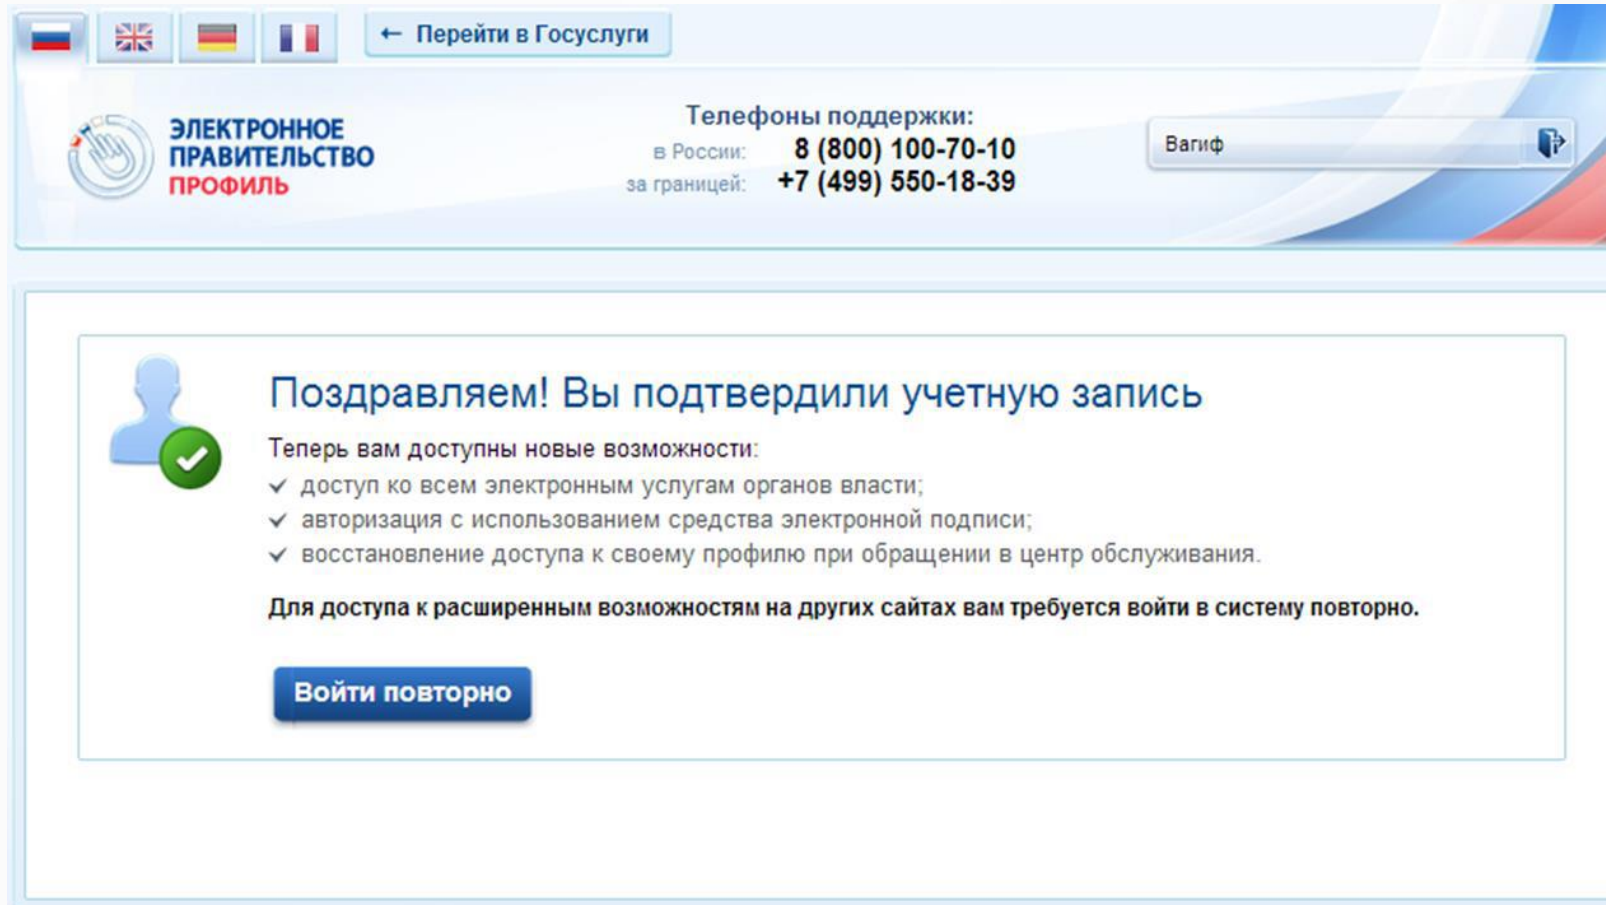 ← Перейти в Госуслуги
ЭЛЕКТРОННОЕ
ПРАВИТЕЛЬСТВО
ПРОФИЛЬ
Телефоны поддержки:
в России: 8 (800) 100-70-10
за границей: +7 (499) 550-18-39
Вагиф
Поздравляем! Вы подтвердили учетную запись
Теперь вам доступны новые возможности:
✓ доступ ко всем электронным услугам органов власти;
✓ авторизация с использованием средства электронной подписи;
✓ восстановление доступа к своему профилю при обращении в центр обслуживания.
Для доступа к расширенным возможностям на других сайтах вам требуется войти в систему повторно.
Войти повторно